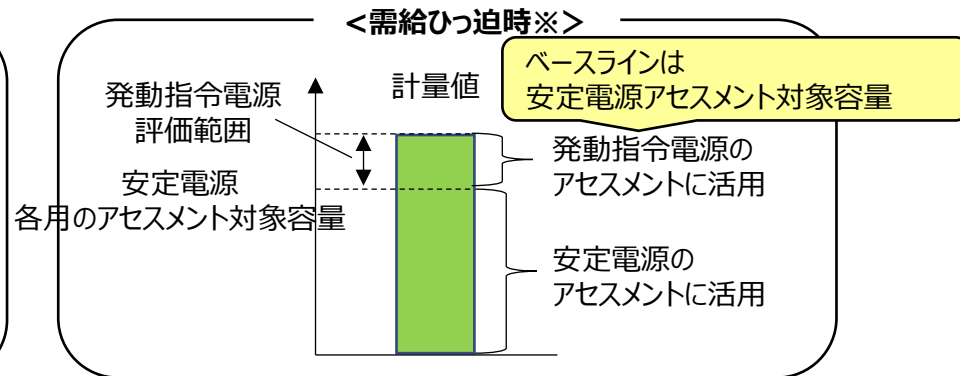 <需給ひっ迫時※>
ベースラインは
安定電源アセスメント対象容量
発動指令電源
評価範囲
計量値
安定電源
各用のアセスメント対象容量
発動指令電源の
アセスメントに活用
安定電源の
アセスメントに活用